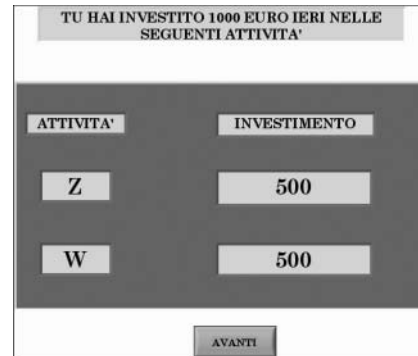 TU HAI INVESTITO 1000 EURO IERI NELLE
SEGUENTI ATTIVITA'
ATTIVITA' INVESTIMENTO
Z 500
W 500
AVANTI